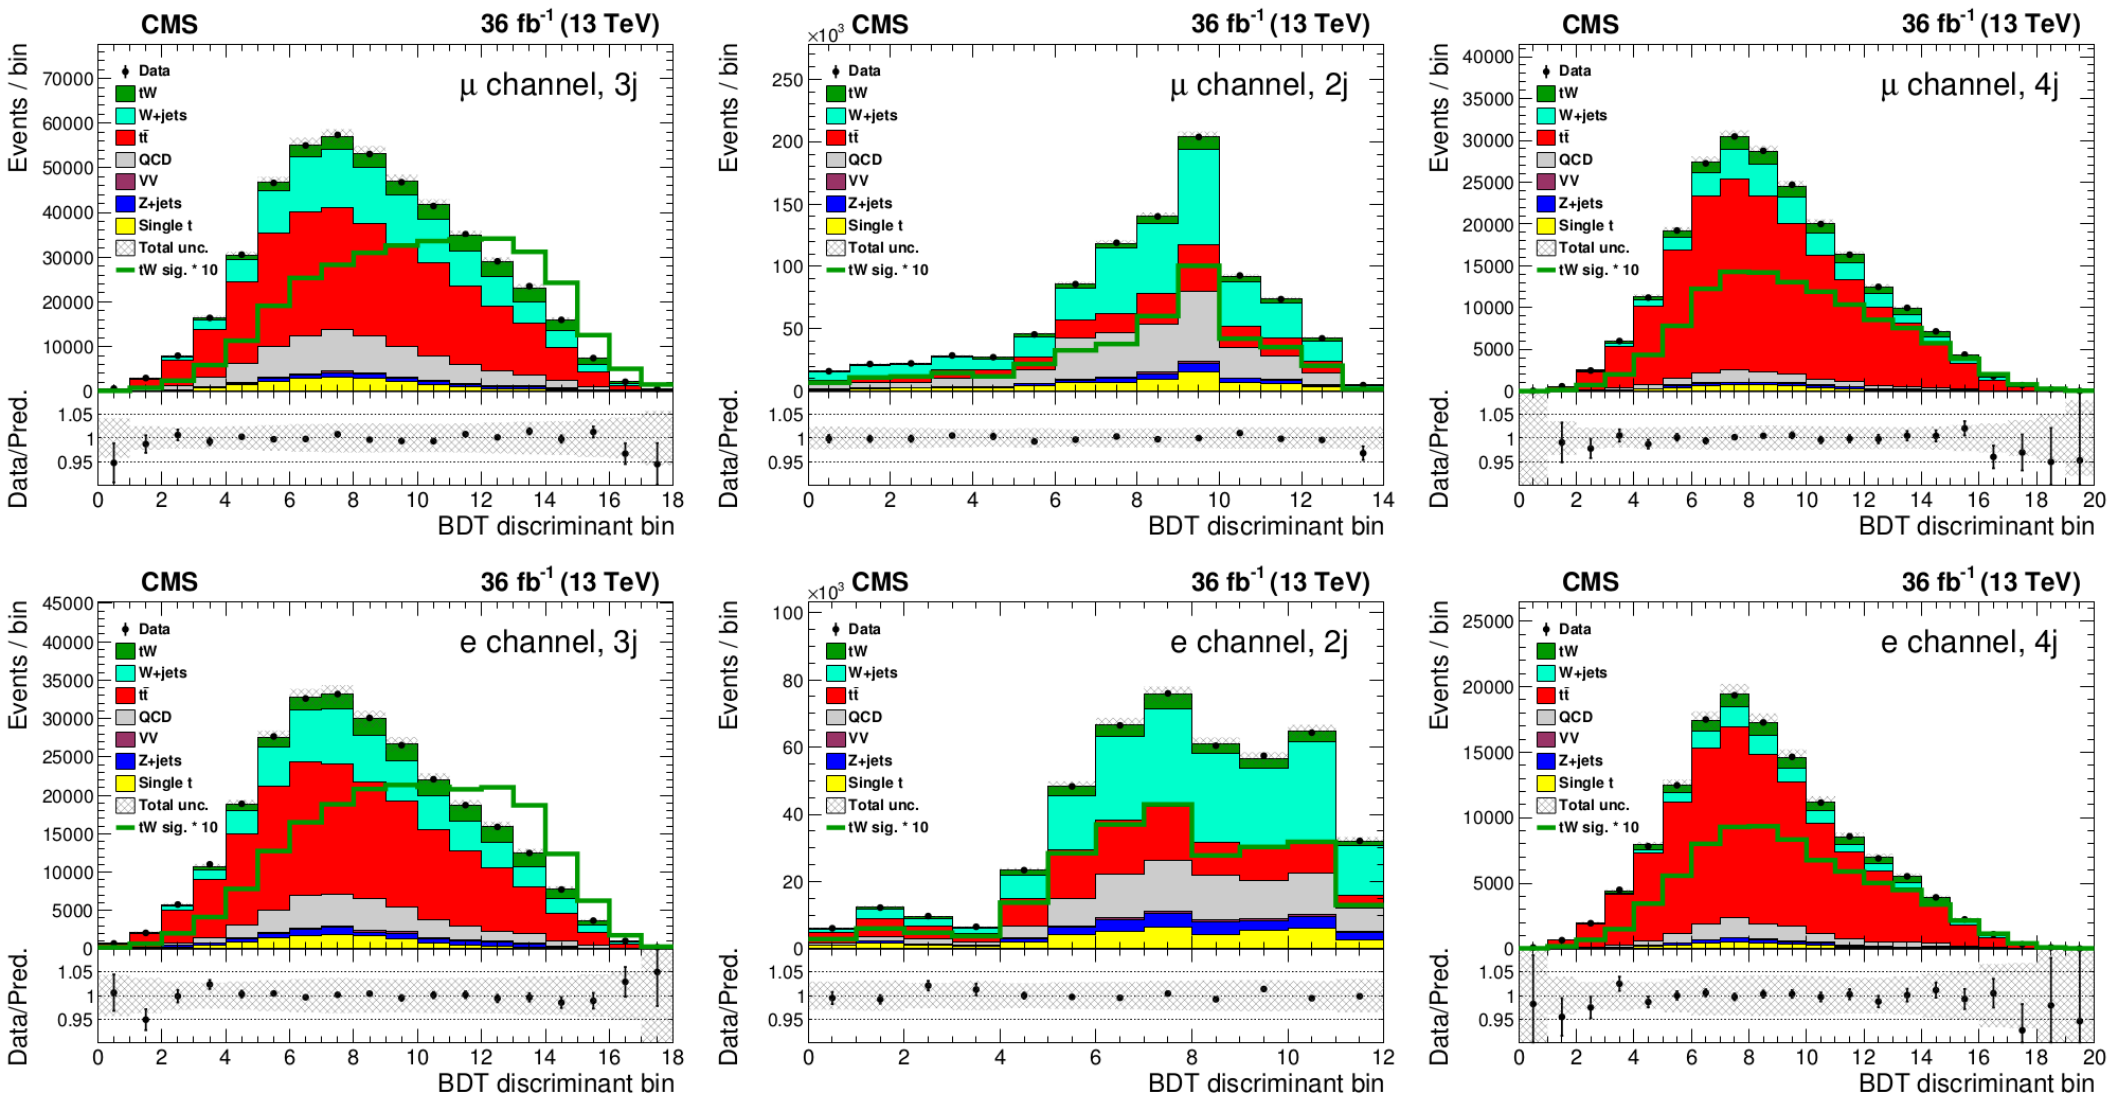 CMS 36 fb-1 (13 TeV)
μ channel, 3j
Events / bin
70000
60000
50000
40000
30000
20000
10000
0
Data
tW
W+jets
tt̄
QCD
VV
Z+jets
Single t
Total unc.
tW sig. * 10
Data/Pred.
1.05
1
0.95
0 2 4 6 8 10 12 14 16 18
BDT discriminant bin
×10³ CMS 36 fb-1 (13 TeV)
μ channel, 2j
Events / bin
250
200
150
100
50
0
Data
tW
W+jets
tt̄
QCD
VV
Z+jets
Single t
Total unc.
tW sig. * 10
Data/Pred.
1.05
1
0.95
0 2 4 6 8 10 12 14
BDT discriminant bin
CMS 36 fb-1 (13 TeV)
μ channel, 4j
Events / bin
40000
35000
30000
25000
20000
15000
10000
5000
0
Data
tW
W+jets
tt̄
QCD
VV
Z+jets
Single t
Total unc.
tW sig. * 10
Data/Pred.
1.05
1
0.95
0 2 4 6 8 10 12 14 16 18 20
BDT discriminant bin
CMS 36 fb-1 (13 TeV)
e channel, 3j
Events / bin
45000
40000
35000
30000
25000
20000
15000
10000
5000
0
Data
tW
W+jets
tt̄
QCD
VV
Z+jets
Single t
Total unc.
tW sig. * 10
Data/Pred.
1.05
1
0.95
0 2 4 6 8 10 12 14 16 18
BDT discriminant bin
×10³ CMS 36 fb-1 (13 TeV)
e channel, 2j
Events / bin
100
80
60
40
20
0
Data
tW
W+jets
tt̄
QCD
VV
Z+jets
Single t
Total unc.
tW sig. * 10
Data/Pred.
1.05
1
0.95
0 2 4 6 8 10 12
BDT discriminant bin
CMS 36 fb-1 (13 TeV)
e channel, 4j
Events / bin
25000
20000
15000
10000
5000
0
Data
tW
W+jets
tt̄
QCD
VV
Z+jets
Single t
Total unc.
tW sig. * 10
Data/Pred.
1.05
1
0.95
0 2 4 6 8 10 12 14 16 18 20
BDT discriminant bin